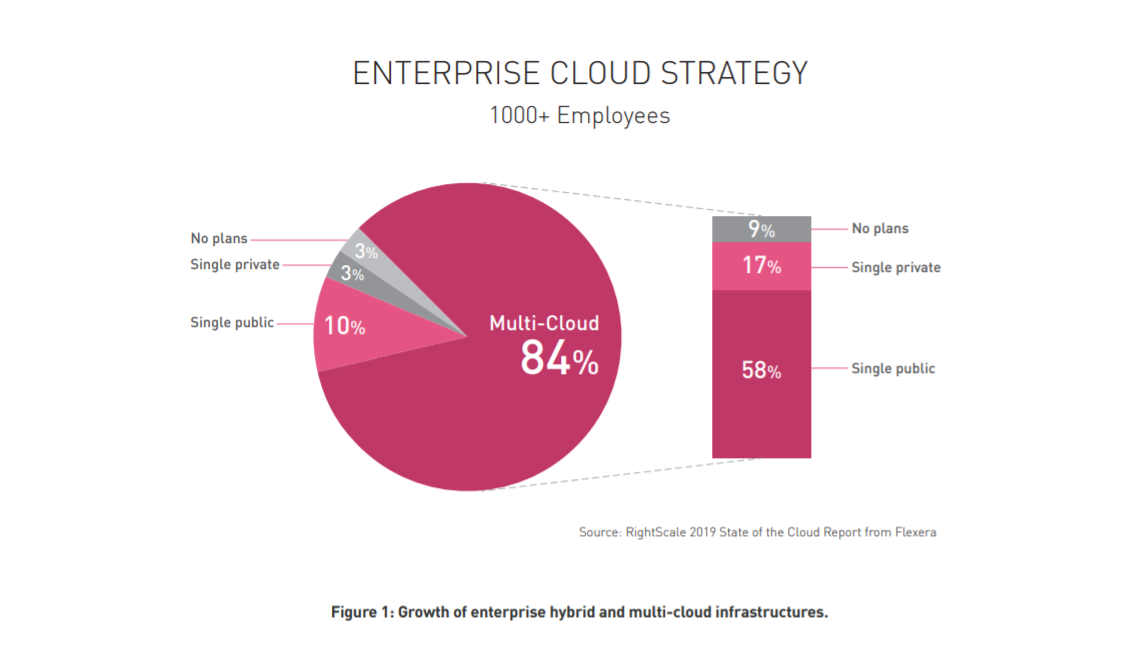 ENTERPRISE CLOUD STRATEGY
1000+ Employees
No plans
3%
Single private
3%
Single public
10%
Multi-Cloud
84%
9%
No plans
17%
Single private
58%
Single public
Source: RightScale 2019 State of the Cloud Report from Flexera
Figure 1: Growth of enterprise hybrid and multi-cloud infrastructures.